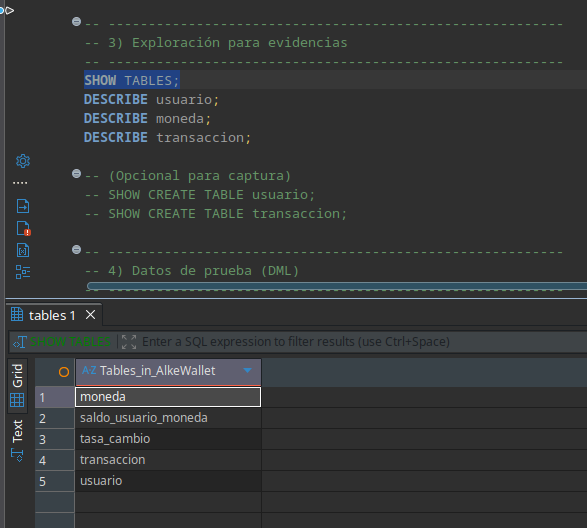 -- --------------------------------------------------------
-- 3) Exploración para evidencias
-- --------------------------------------------------------
SHOW TABLES;
DESCRIBE usuario;
DESCRIBE moneda;
DESCRIBE transaccion;
-- (Opcional para captura)
-- SHOW CREATE TABLE usuario;
-- SHOW CREATE TABLE transaccion;
-- --------------------------------------------------------
-- 4) Datos de prueba (DML)
-- --------------------------------------------------------
tables 1
SHOW TABLES
Enter a SQL expression to filter results (use Ctrl+Space)
Grid
Text
A-Z Tables_in_AlkeWallet
1 moneda
2 saldo_usuario_moneda
3 tasa_cambio
4 transaccion
5 usuario